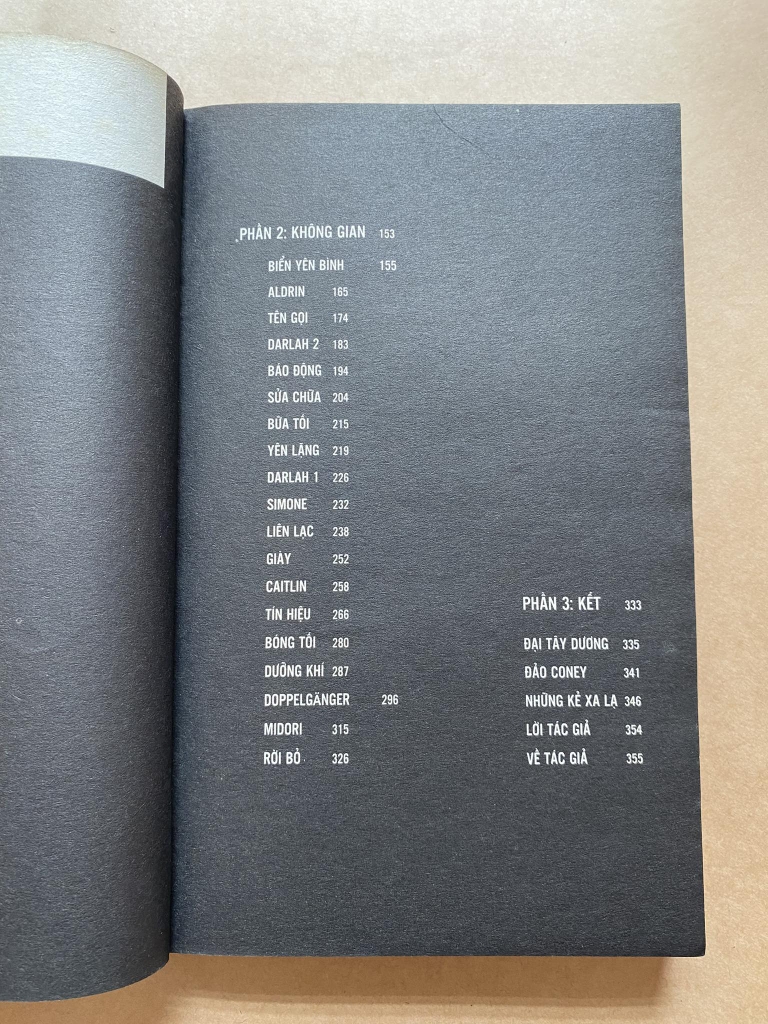 PHẦN 2: KHÔNG GIAN 153
BIỂN YÊN BÌNH 155
ALDRIN 165
TÊN GỌI 174
DARLAH 2 183
BÁO ĐỘNG 194
SỬA CHỮA 204
BỮA TỐI 215
YÊN LẶNG 219
DARLAH 1 226
SIMONE 232
LIÊN LẠC 238
GIÀY 252
CAITLIN 258
TÍN HIỆU 266
BÓNG TỐI 280
DƯỠNG KHÍ 287
DOPPELGÄNGER 296
MIDORI 315
RỜI BỎ 326
PHẦN 3: KẾT 333
ĐẠI TÂY DƯƠNG 335
ĐẢO CONEY 341
NHỮNG KẺ XA LẠ 346
LỜI TÁC GIẢ 354
VỀ TÁC GIẢ 355